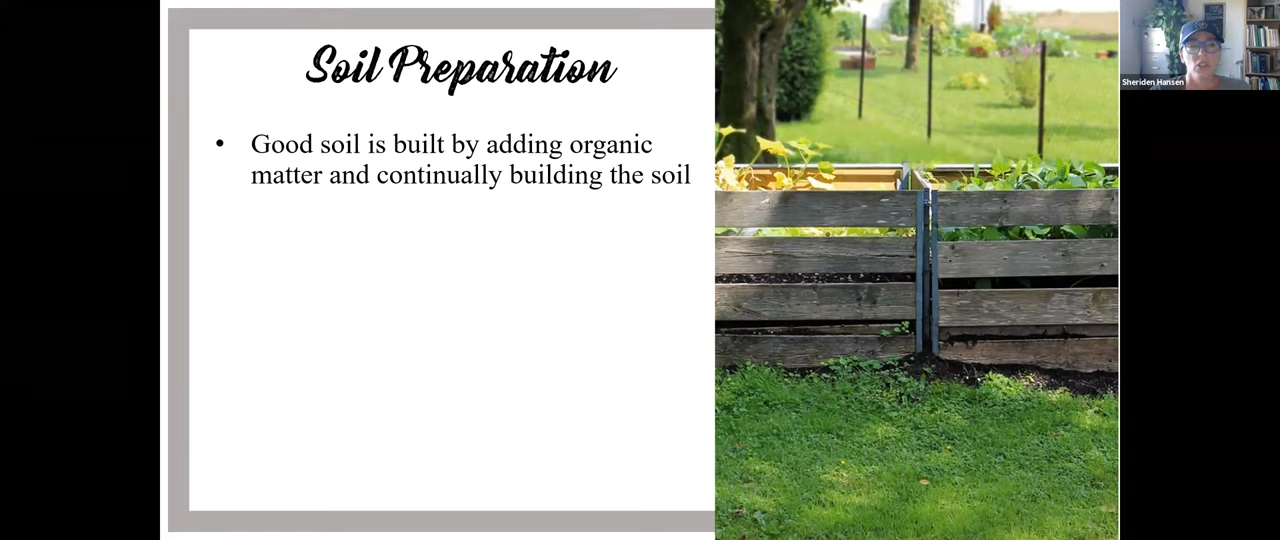 Soil Preparation
• Good soil is built by adding organic
matter and continually building the soil
Sheriden Hansen